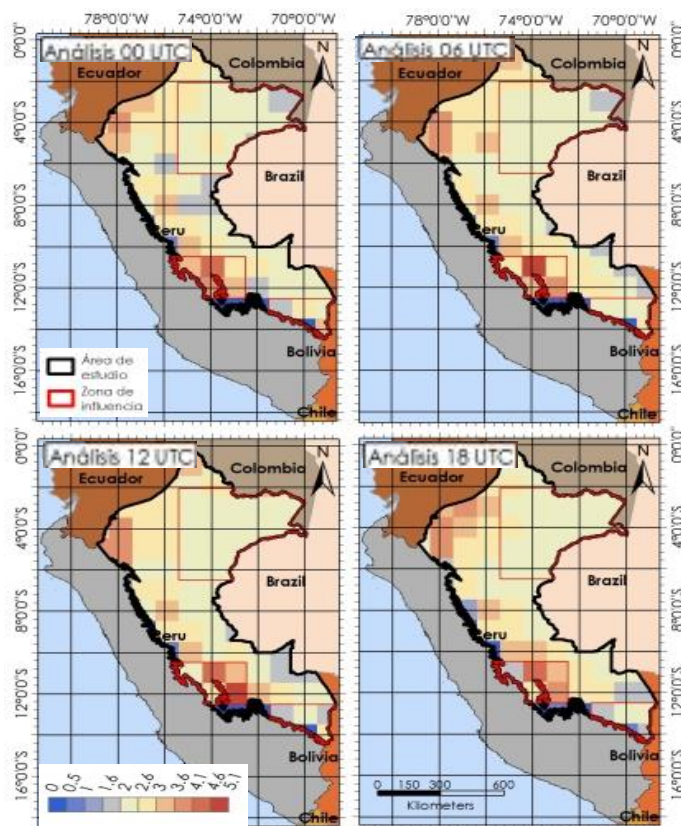 78°00'0"W 74°00'0"W 70°00'0"W 78°00'0"W 74°00'0"W 70°00'0"W
Análisis 00 UTC
N
Ecuador
Colombia
Brazil
Peru
Bolivia
Chile
Área de
estudio
Zona de
influencia
Análisis 06 UTC
N
Ecuador
Colombia
Brazil
Peru
Bolivia
Chile
0°0'0"
4°0'0"S
8°0'0"S
12°0'0"S
16°0'0"S
0°0'0"
4°0'0"S
8°0'0"S
12°0'0"S
16°0'0"S
Análisis 12 UTC
N
Ecuador
Colombia
Brazil
Peru
Bolivia
0 0.5 1 1.6 2 2.6 3 3.6 4.1 4.6 5.1
Análisis 18 UTC
N
Ecuador
Colombia
Brazil
Peru
Bolivia
Chile
0 150 300 600
Kilometers
0°0'0"
4°0'0"S
8°0'0"S
12°0'0"S
16°0'0"S
0°0'0"
4°0'0"S
8°0'0"S
12°0'0"S
16°0'0"S